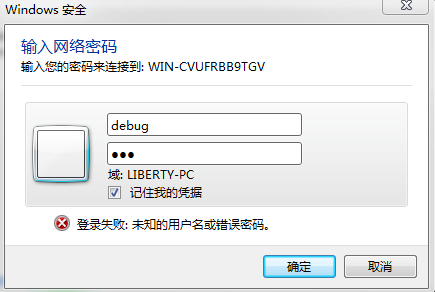 Windows 安全
输入网络密码
输入您的密码来连接到: WIN-CVUFRBB9TGV
debug
●●●
域: LIBERTY-PC
记住我的凭据
登录失败: 未知的用户名或错误密码。
确定
取消